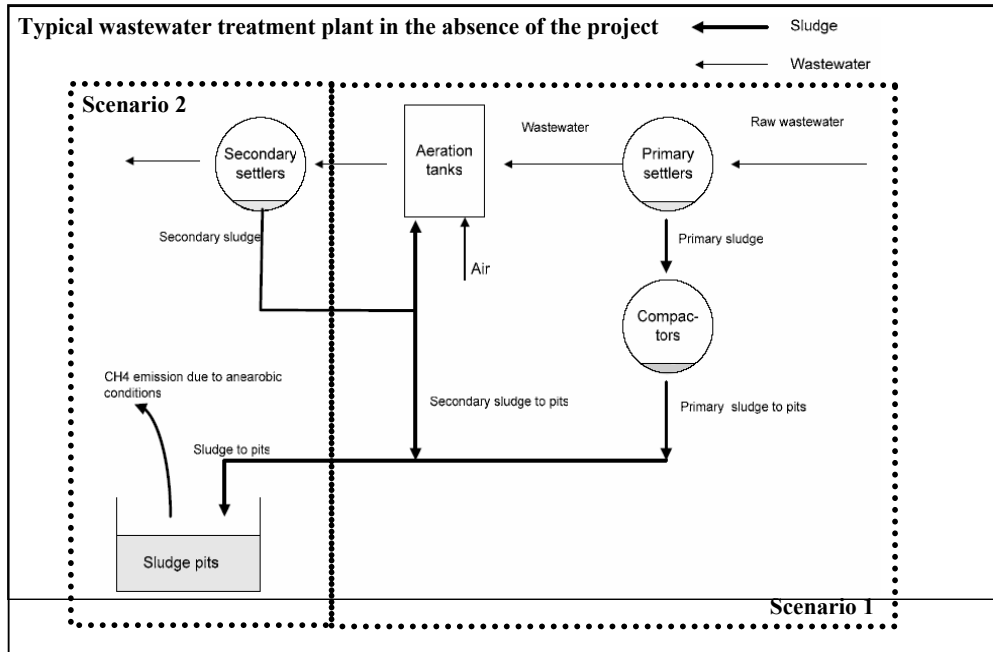 Typical wastewater treatment plant in the absence of the project
Sludge
Wastewater
Scenario 2
Secondary
settlers
Aeration
tanks
Wastewater
Primary
settlers
Raw wastewater
Secondary sludge
Air
Primary sludge
Compac-
tors
CH4 emission due to anearobic
conditions
Secondary sludge to pits
Primary sludge to pits
Sludge to pits
Sludge pits
Scenario 1